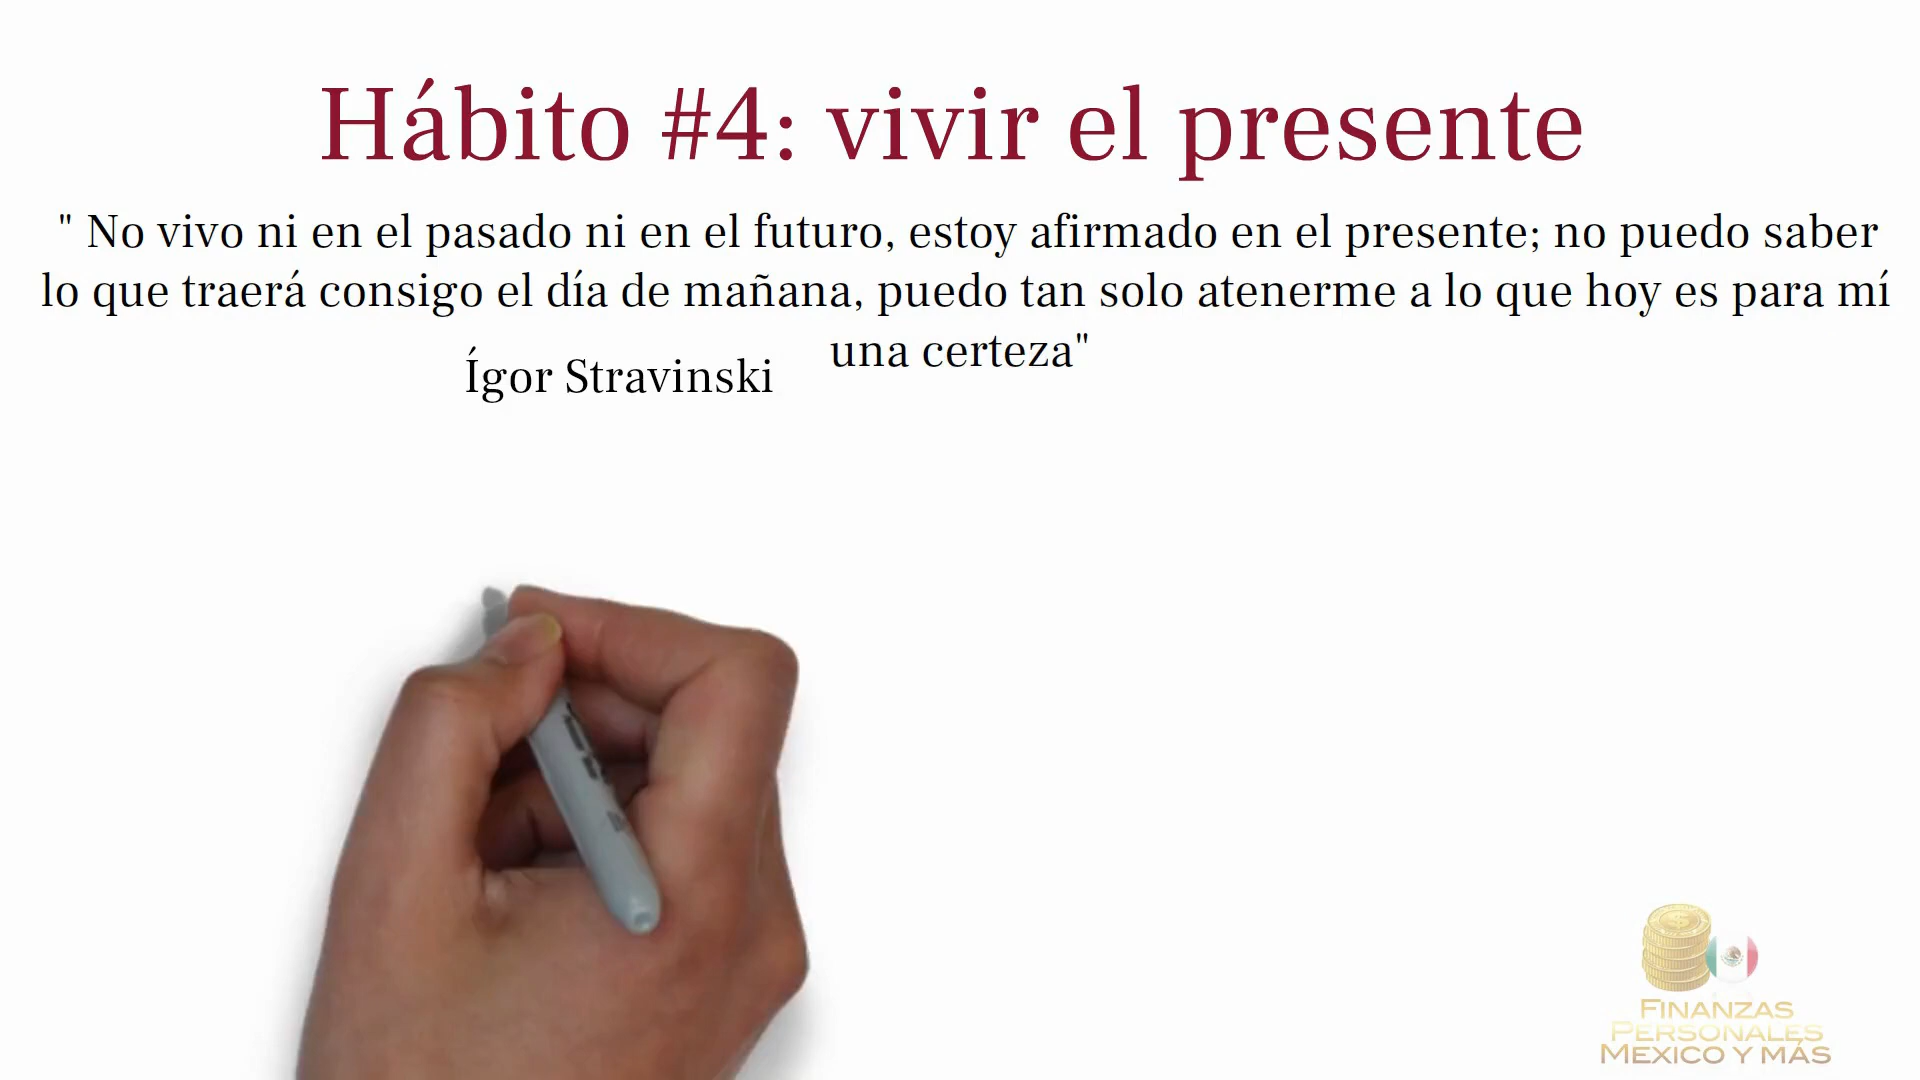 Hábito #4: vivir el presente
" No vivo ni en el pasado ni en el futuro, estoy afirmado en el presente; no puedo saber
lo que traerá consigo el día de mañana, puedo tan solo atenerme a lo que hoy es para mí
una certeza"
Ígor Stravinski
FINANZAS
PERSONALES
MEXICO Y MÁS